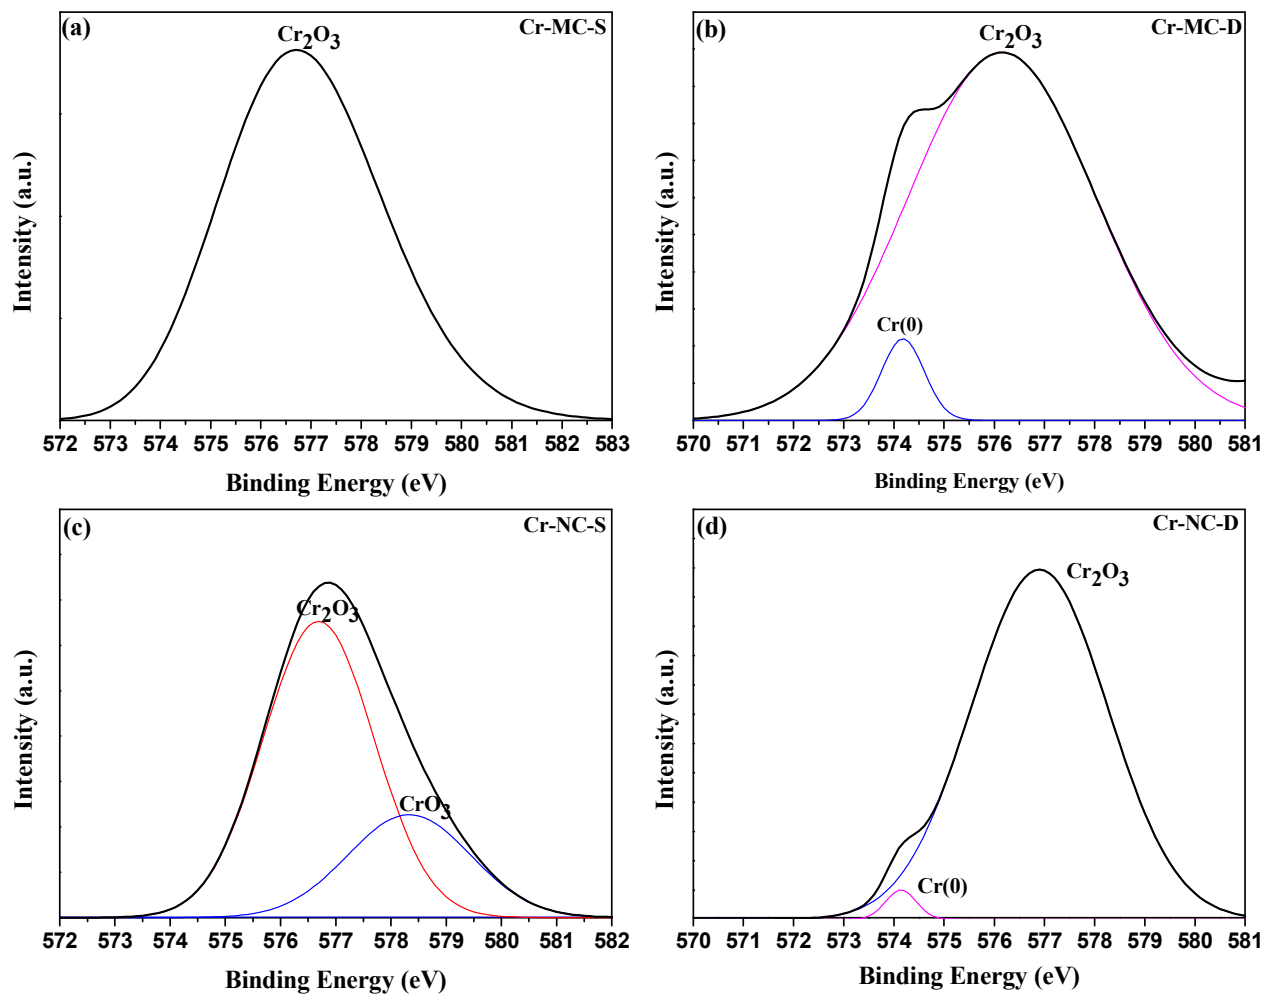 (a)
Cr-MC-S
Cr2O3
Intensity (a.u.)
572 573 574 575 576 577 578 579 580 581 582 583
Binding Energy (eV)
(b)
Cr-MC-D
Cr2O3
Cr(0)
Intensity (a.u.)
570 571 572 573 574 575 576 577 578 579 580 581
Binding Energy (eV)
(c)
Cr-NC-S
Cr2O3
CrO3
Intensity (a.u.)
572 573 574 575 576 577 578 579 580 581 582
Binding Energy (eV)
(d)
Cr-NC-D
Cr2O3
Cr(0)
Intensity (a.u.)
570 571 572 573 574 575 576 577 578 579 580 581
Binding Energy (eV)